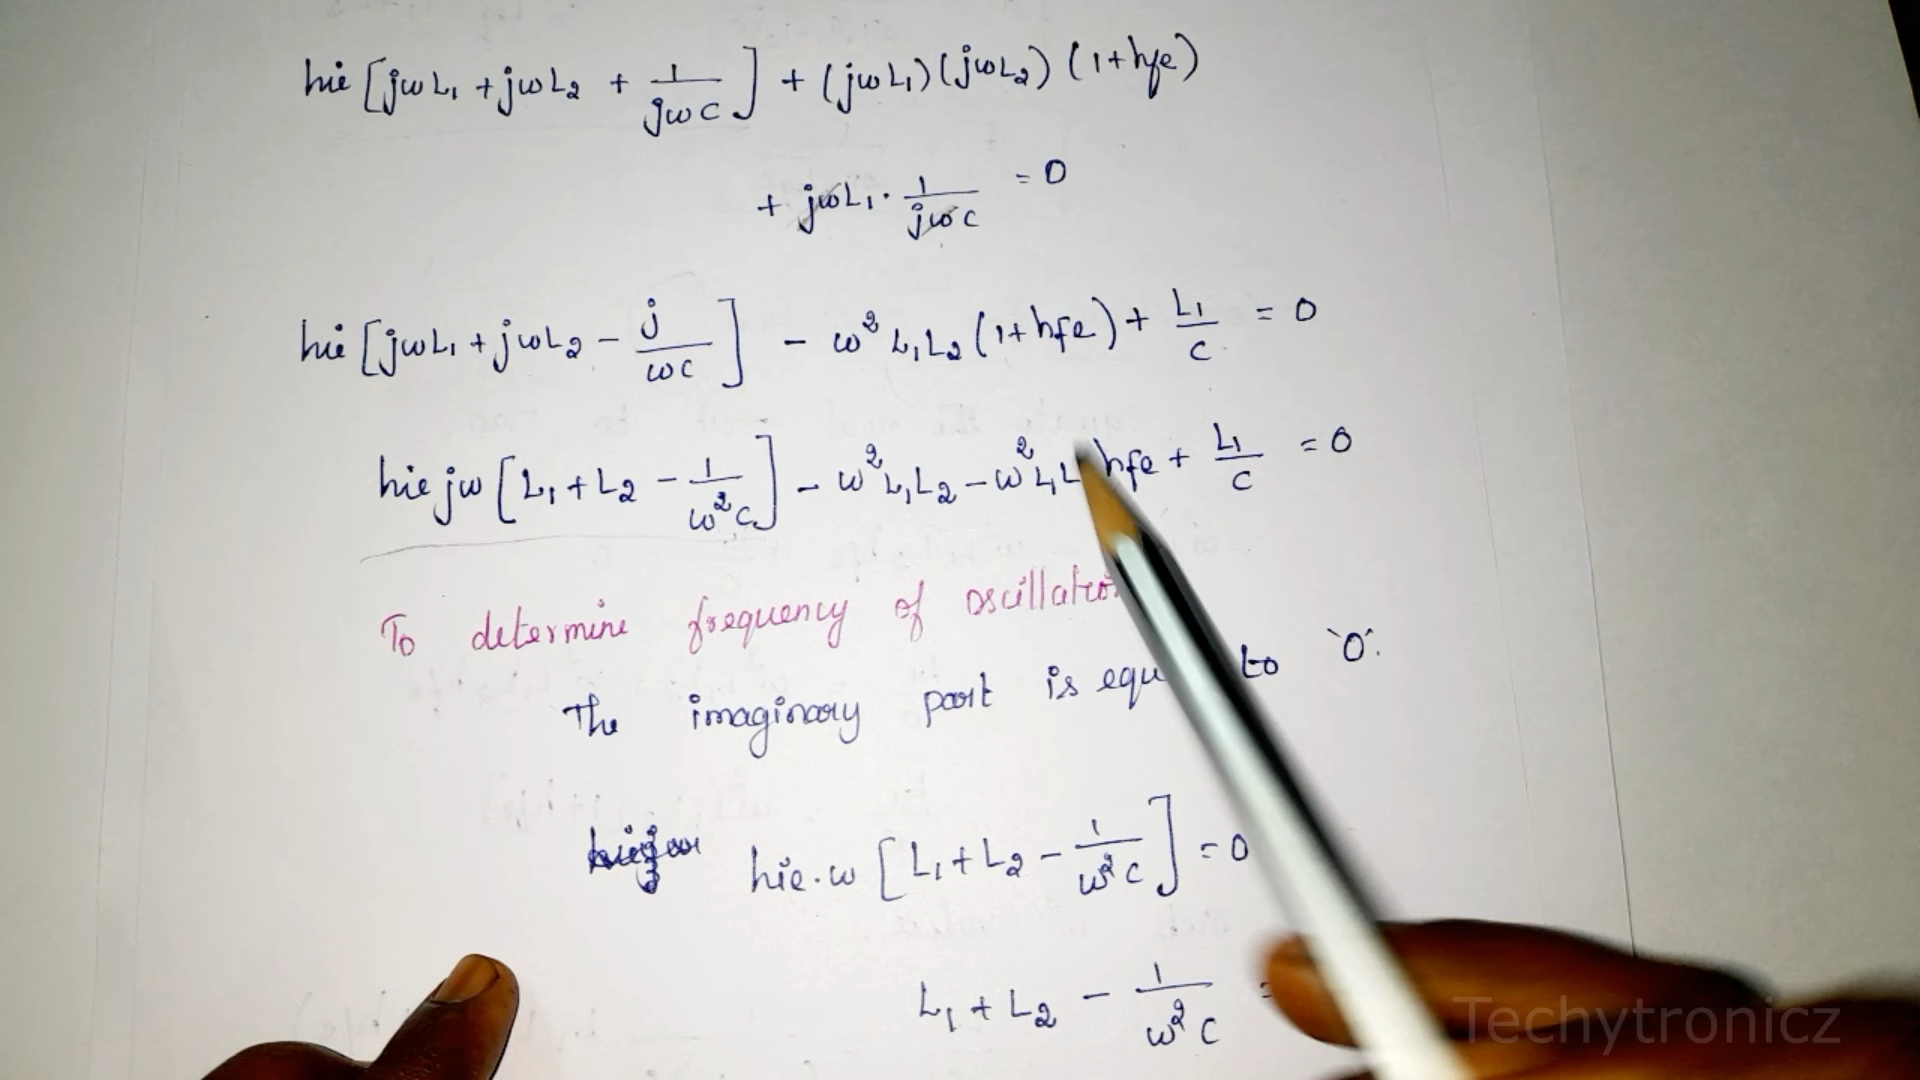 hie [jωL₁ + jωL₂ + 1/jωC] + (jωL₁)(jωL₂)(1+hfe)
+ jωL₁ · 1/jωC = 0
hie [jωL₁ + jωL₂ - j/ωC] - ω²L₁L₂(1+hfe) + L₁/C = 0
hie jω [L₁ + L₂ - 1/ω²C] - ω²L₁L₂ - ω²L₁L hfe + L₁/C = 0
To determine frequency of oscillation
The imaginary part is equ to '0'.
hie.ω [L₁ + L₂ - 1/ω²C] = 0
L₁ + L₂ - 1/ω²C =
Techytronicz